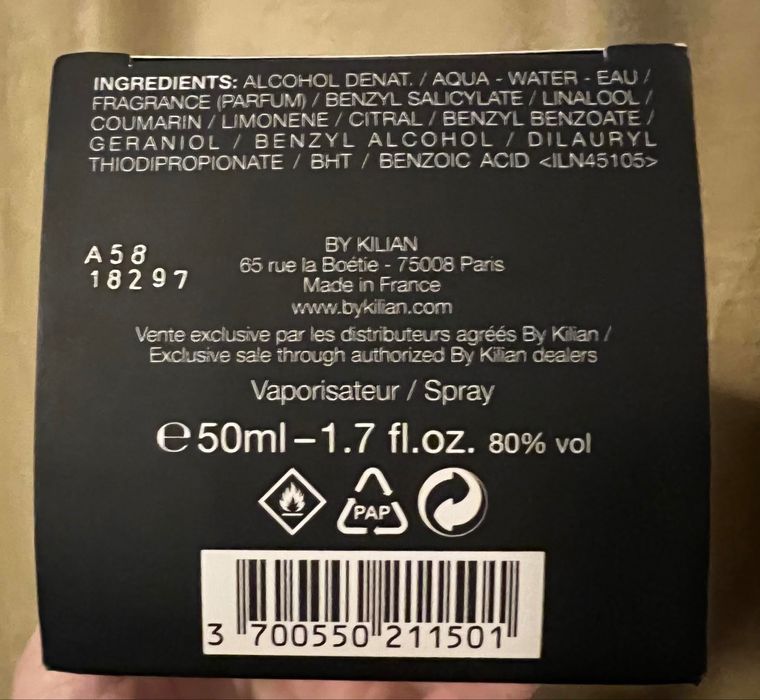 INGREDIENTS: ALCOHOL DENAT. / AQUA - WATER - EAU /
FRAGRANCE (PARFUM) / BENZYL SALICYLATE / LINALOOL /
COUMARIN / LIMONENE / CITRAL / BENZYL BENZOATE /
GERANIOL / BENZYL ALCOHOL / DILAURYL
THIODIPROPIONATE / BHT / BENZOIC ACID <ILN45105>
A58
18297
BY KILIAN
65 rue la Boétie - 75008 Paris
Made in France
www.bykilian.com
Vente exclusive par les distributeurs agréés By Kilian /
Exclusive sale through authorized By Kilian dealers
Vaporisateur / Spray
℮50ml–1.7 fl.oz. 80% vol
PAP
3 700550 211501